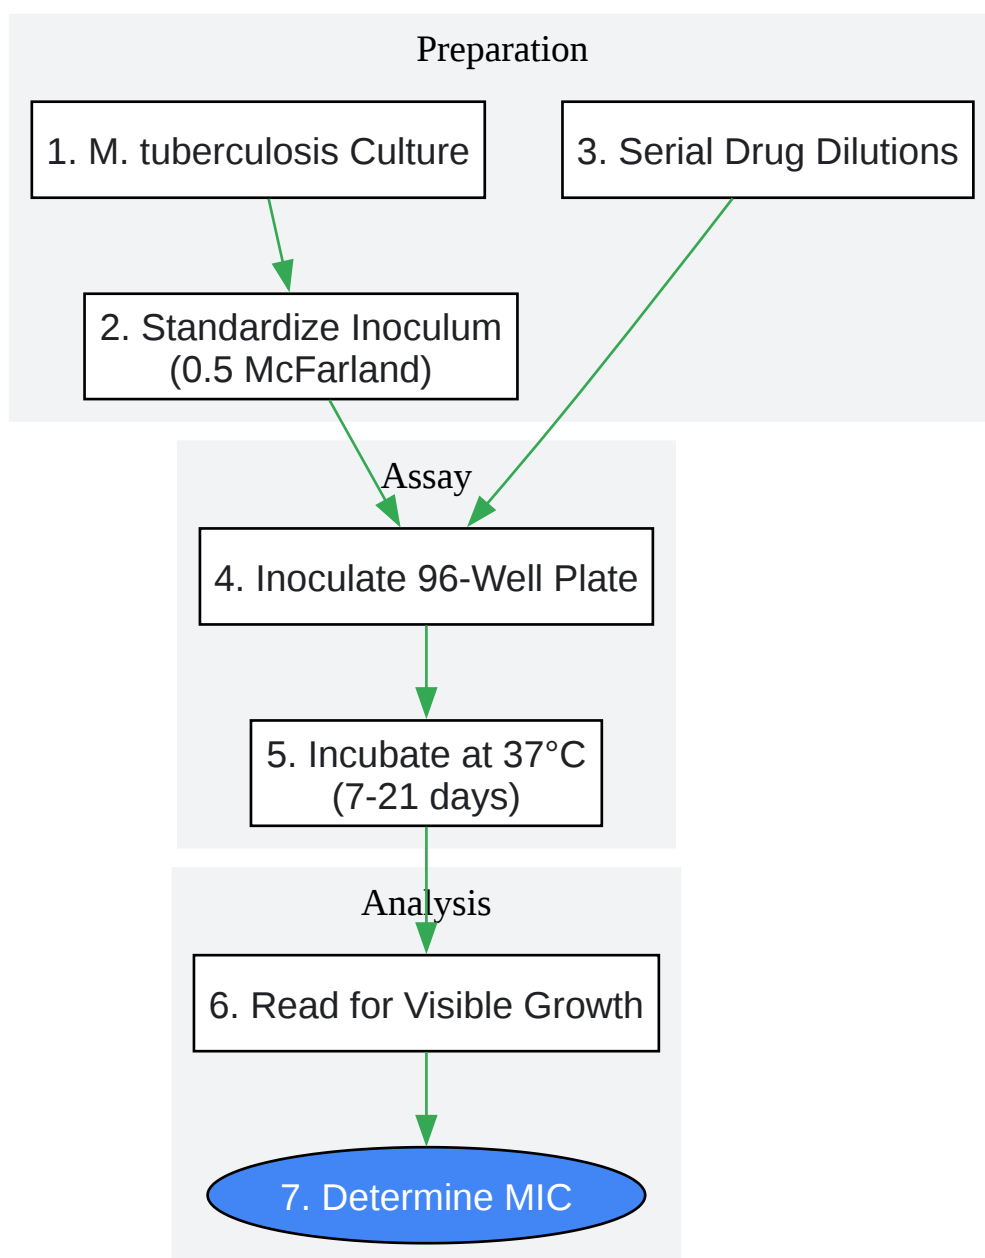 Preparation
1. M. tuberculosis Culture
3. Serial Drug Dilutions
2. Standardize Inoculum
(0.5 McFarland)
Assay
4. Inoculate 96-Well Plate
5. Incubate at 37°C
(7-21 days)
Analysis
6. Read for Visible Growth
7. Determine MIC